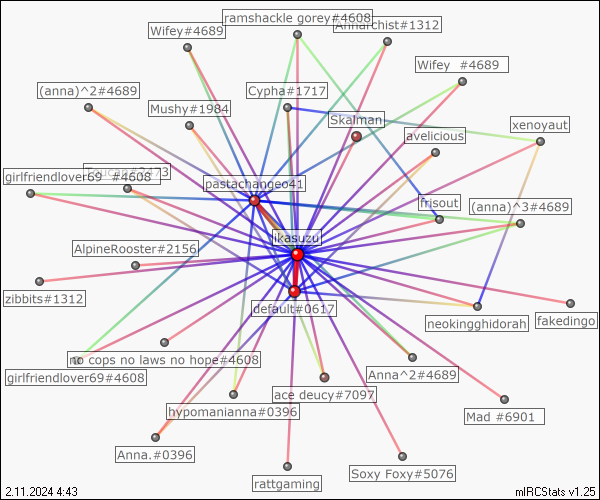 ramshackle gorey#4608
Wifey#4689
Annarchist#1312
Wifey_#4689
(anna)^2#4689
Cypha#1717
Mushy#1984
Skalman
xenoyaut
avelicious
girlfriendlover69_#4608
pastachangeo41
frisout
(anna)^3#4689
ikasuzu
AlpineRooster#2156
zibbits#1312
default#0617
neokingghidorah
fakedingo
no cops no laws no hope#4608
girlfriendlover69#4608
Anna^2#4689
ace deucy#7097
hypomanianna#0396
Mad #6901
Anna.#0396
Soxy Foxy#5076
rattgaming
2.11.2024 4:43
mIRCStats v1.25